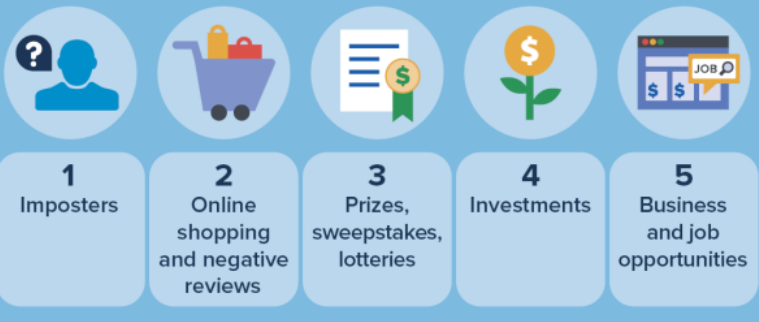 ?
$
$
JOB
$ $
1
Imposters
2
Online
shopping
and negative
reviews
3
Prizes,
sweepstakes,
lotteries
4
Investments
5
Business
and job
opportunities